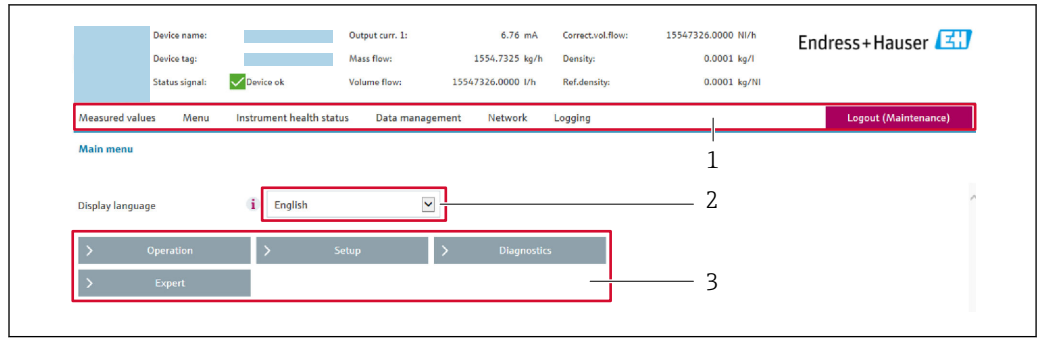 Device name: Output curr. 1: 6.76 mA Correct.vol.flow: 15547326.0000 Nl/h
Endress+Hauser EH
Device tag: Mass flow: 1554.7325 kg/h Density: 0.0001 kg/l
Status signal: Device ok Volume flow: 15547326.0000 l/h Ref.density: 0.0001 kg/Nl
Measured values Menu Instrument health status Data management Network Logging Logout (Maintenance)
1
Main menu
Display language i English 2
> Operation > Setup > Diagnostics
> Expert 3